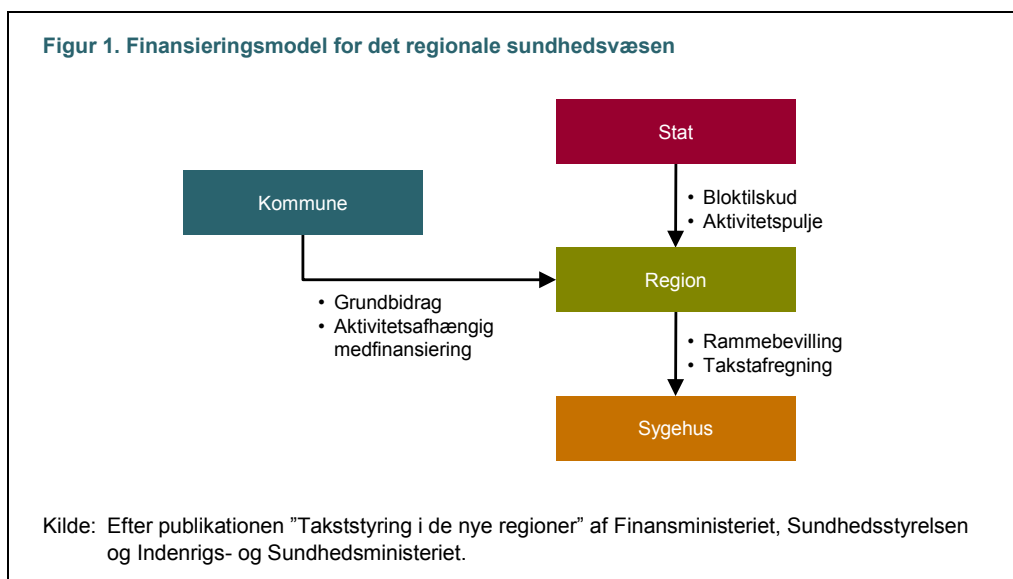 Figur 1. Finansieringsmodel for det regionale sundhedsvæsen
Stat
Kommune
• Bloktilskud
• Aktivitetspulje
Region
• Grundbidrag
• Aktivitetsafhængig
medfinansiering
• Rammebevilling
• Takstafregning
Sygehus
Kilde: Efter publikationen ”Takststyring i de nye regioner” af Finansministeriet, Sundhedsstyrelsen
og Indenrigs- og Sundhedsministeriet.